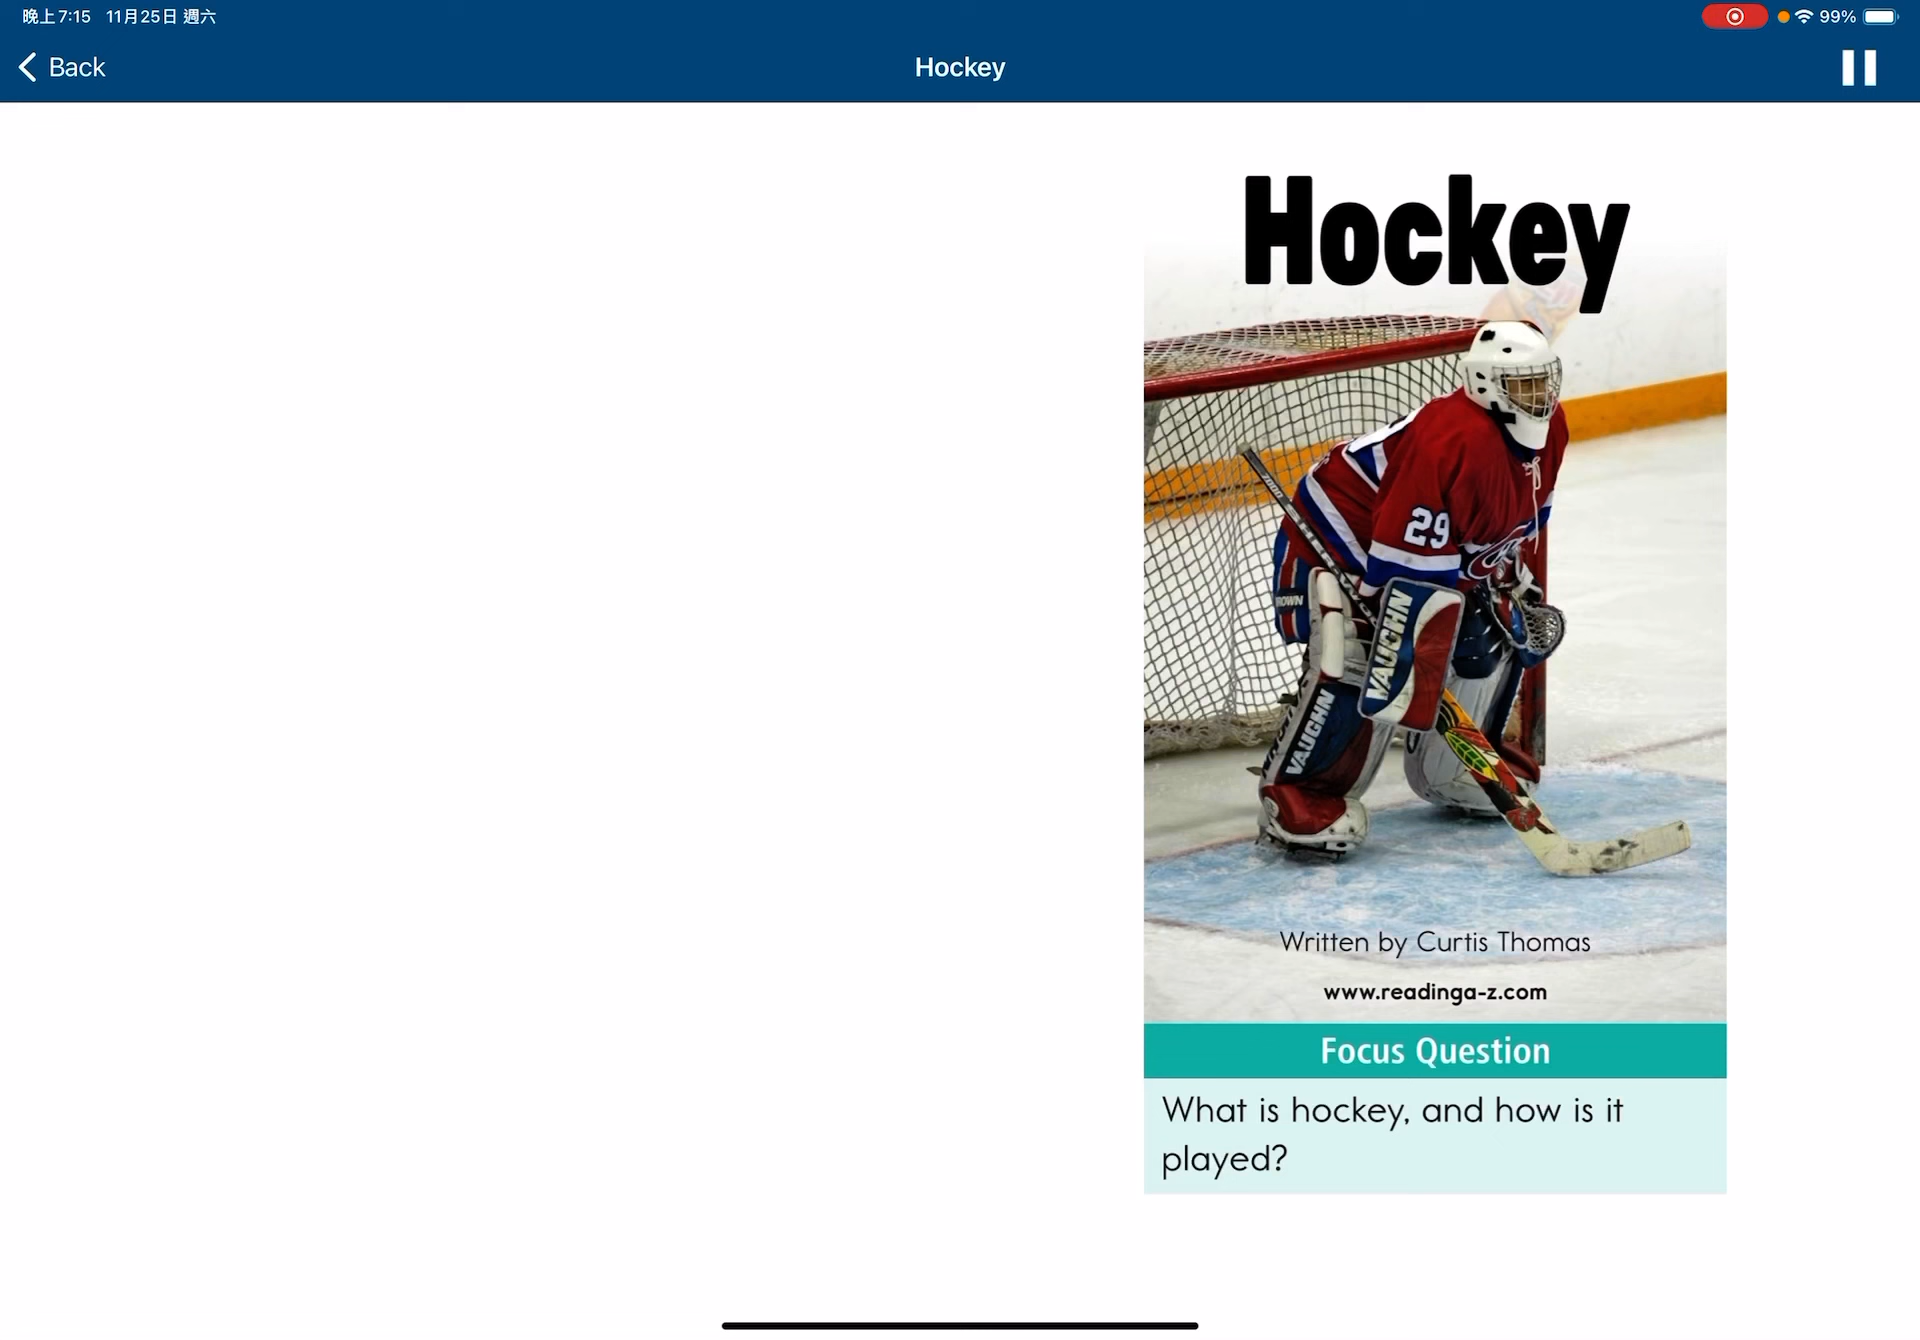 晚上7:15 11月25日 週六
99%
Back
Hockey
Hockey
29
VAUGHN
VAUGHN
Written by Curtis Thomas
www.readinga-z.com
Focus Question
What is hockey, and how is it
played?